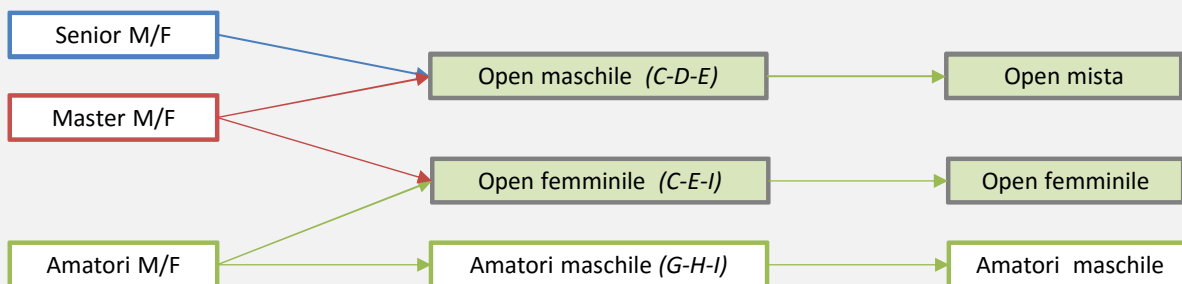 Senior M/F
Open maschile (C-D-E)
Open mista
Master M/F
Open femminile (C-E-I)
Open femminile
Amatori M/F
Amatori maschile (G-H-I)
Amatori maschile